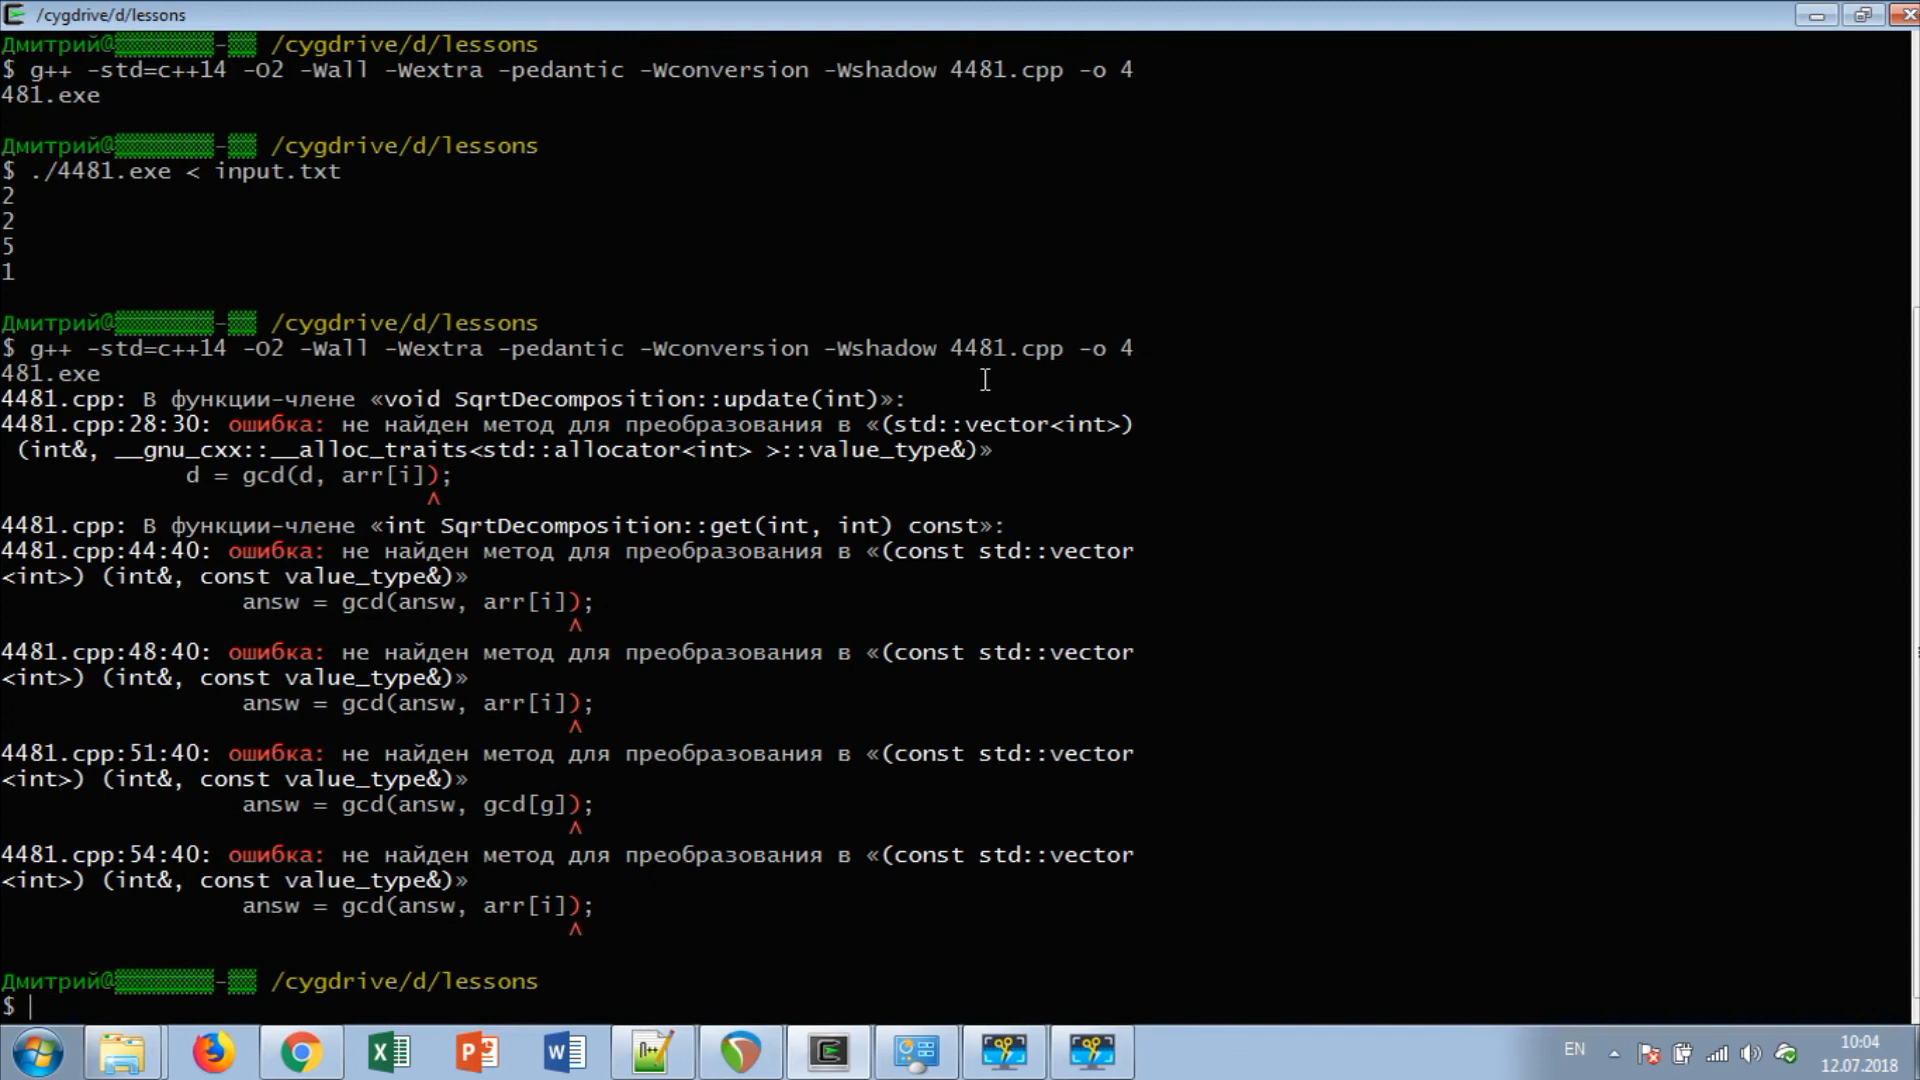 /cygdrive/d/lessons
Дмитрий@ - /cygdrive/d/lessons
$ g++ -std=c++14 -O2 -Wall -Wextra -pedantic -Wconversion -Wshadow 4481.cpp -o 4
481.exe
Дмитрий@ - /cygdrive/d/lessons
$ ./4481.exe < input.txt
2
2
5
1
Дмитрий@ - /cygdrive/d/lessons
$ g++ -std=c++14 -O2 -Wall -Wextra -pedantic -Wconversion -Wshadow 4481.cpp -o 4
481.exe
4481.cpp: В функции-члене «void SqrtDecomposition::update(int)»:
4481.cpp:28:30: ошибка: не найден метод для преобразования в «(std::vector<int>)
(int&, __gnu_cxx::__alloc_traits<std::allocator<int> >::value_type&)»
d = gcd(d, arr[i]);
^
4481.cpp: В функции-члене «int SqrtDecomposition::get(int, int) const»:
4481.cpp:44:40: ошибка: не найден метод для преобразования в «(const std::vector
<int>) (int&, const value_type&)»
answ = gcd(answ, arr[i]);
^
4481.cpp:48:40: ошибка: не найден метод для преобразования в «(const std::vector
<int>) (int&, const value_type&)»
answ = gcd(answ, arr[i]);
^
4481.cpp:51:40: ошибка: не найден метод для преобразования в «(const std::vector
<int>) (int&, const value_type&)»
answ = gcd(answ, gcd[g]);
^
4481.cpp:54:40: ошибка: не найден метод для преобразования в «(const std::vector
<int>) (int&, const value_type&)»
answ = gcd(answ, arr[i]);
^
Дмитрий@ - /cygdrive/d/lessons
$
EN
10:04
12.07.2018